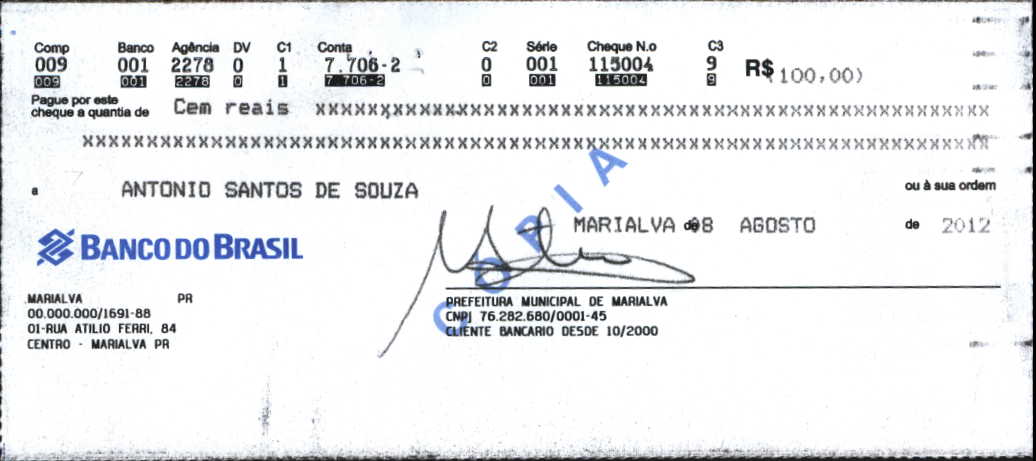 Comp Banco Agência DV C1 Conta C2 Série Cheque N.o C3
009 001 2278 0 1 7.706-2 0 001 115004 9 R$ (100,00)
009 001 2278 0 1 7 706-2 0 001 115004 9
Pague por este
cheque a quantia de Cem reais xxxxxxxxxxxxxxxxxxxxxxxxxxxxxxxxxxxxxxxxxxxxxxxxxxxxxxx
xxxxxxxxxxxxxxxxxxxxxxxxxxxxxxxxxxxxxxxxxxxxxxxxxxxxxxxxxxxxxxxxxxxxxxxxxx
a ANTONIO SANTOS DE SOUZA ou à sua ordem
MARIALVA de 8 AGOSTO de 2012
BANCO DO BRASIL
CÓPIA
MARIALVA PR
00.000.000/1691-88
01-RUA ATILIO FERRI, 84
CENTRO - MARIALVA PR
PREFEITURA MUNICIPAL DE MARIALVA
CNPJ 76.282.680/0001-45
CLIENTE BANCARIO DESDE 10/2000